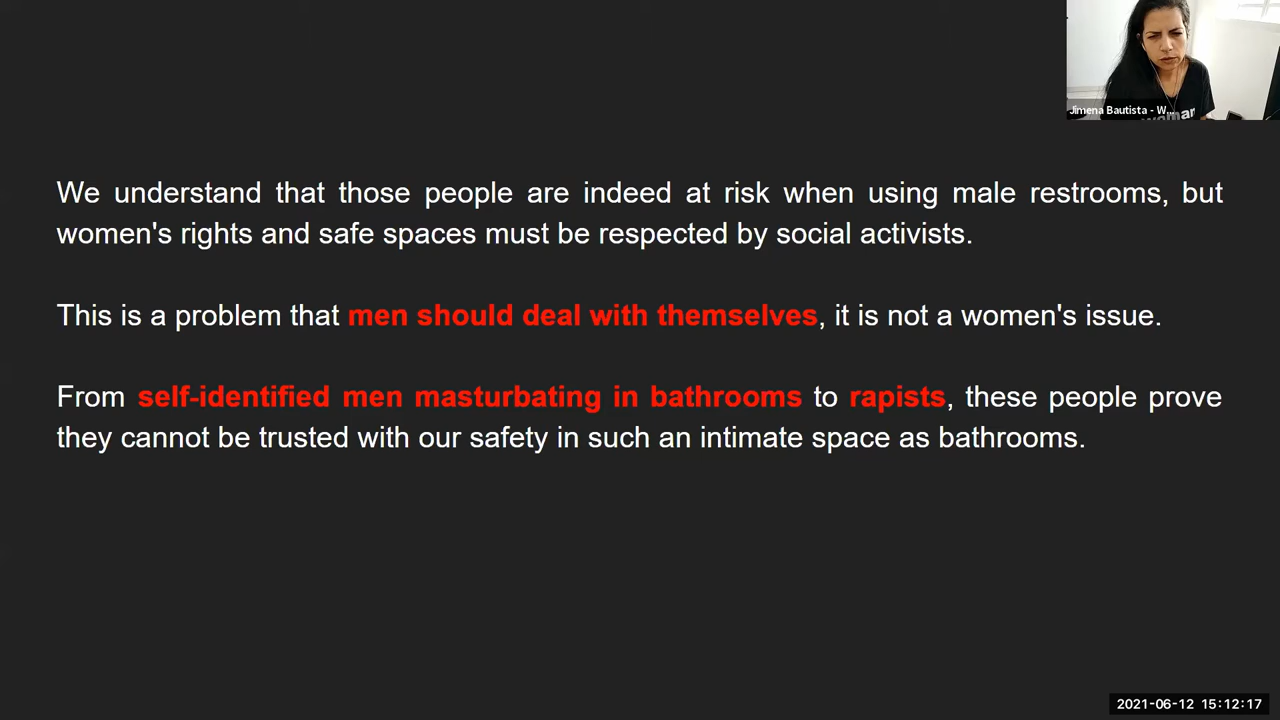 Jimena Bautista - W...
woman
We understand that those people are indeed at risk when using male restrooms, but
women's rights and safe spaces must be respected by social activists.
This is a problem that men should deal with themselves, it is not a women's issue.
From self-identified men masturbating in bathrooms to rapists, these people prove
they cannot be trusted with our safety in such an intimate space as bathrooms.
2021-06-12 15:12:17